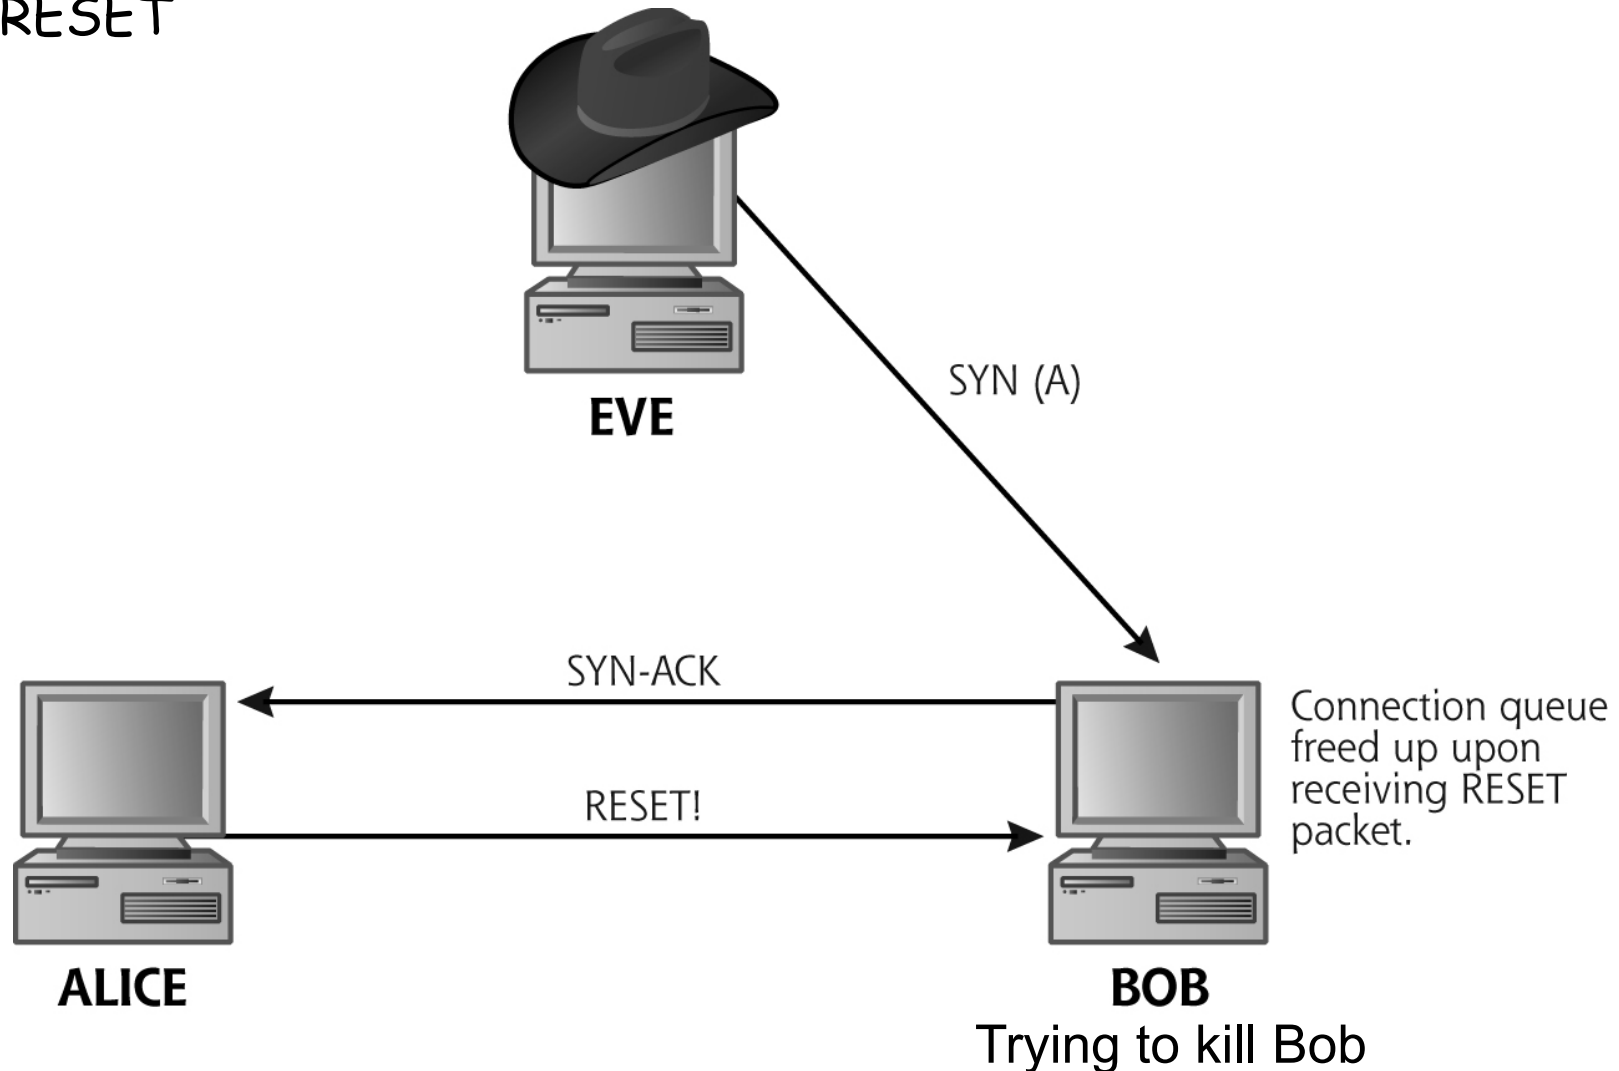 RESET
EVE
SYN (A)
SYN-ACK
RESET!
Connection queue
freed up upon
receiving RESET
packet.
ALICE
BOB
Trying to kill Bob